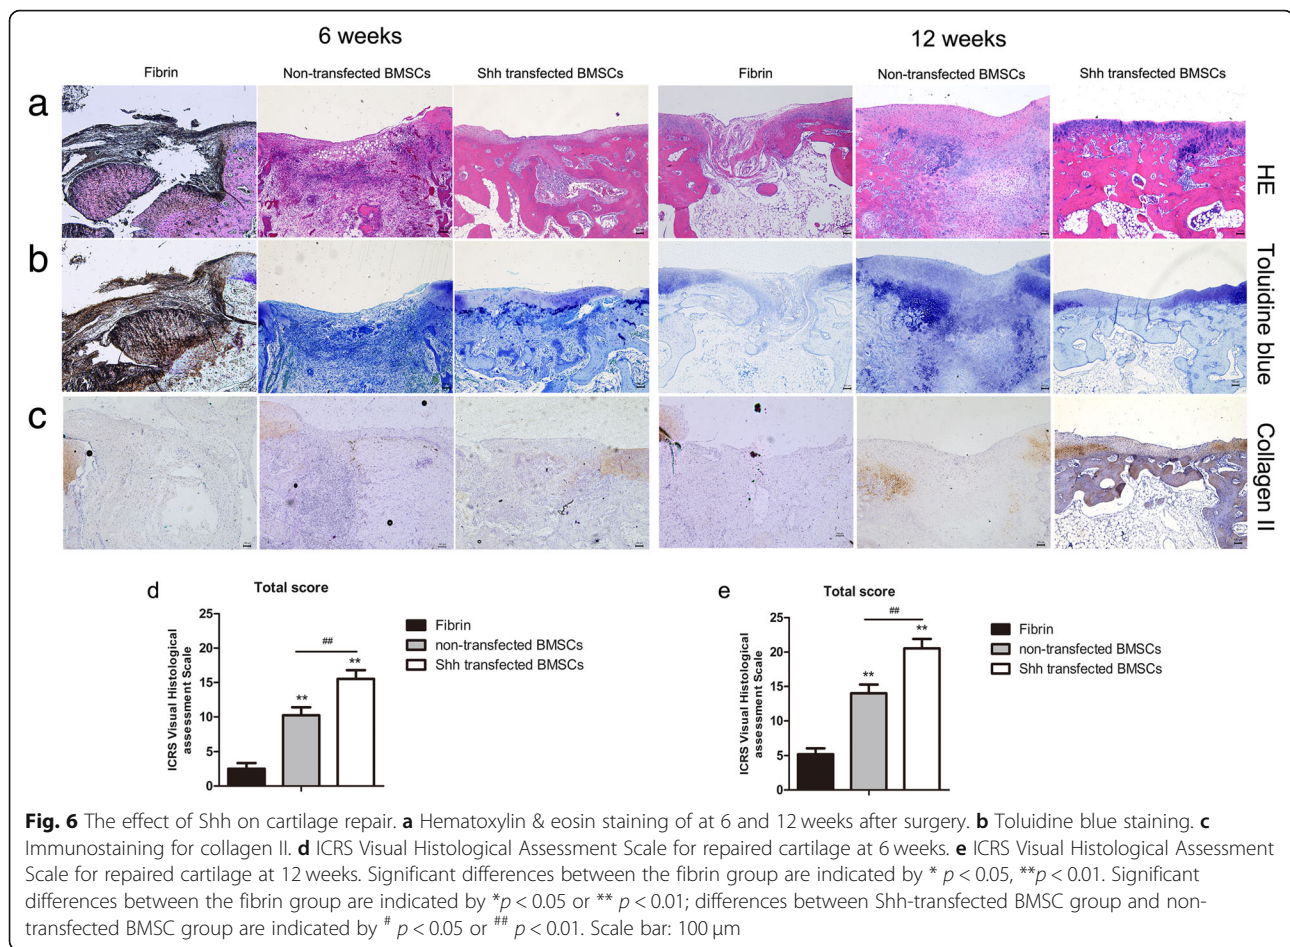 6 weeks
12 weeks
Fibrin
Non-transfected BMSCs
Shh transfected BMSCs
Fibrin
Non-transfected BMSCs
Shh transfected BMSCs
a
HE
b
Toluidine blue
c
Collagen II
d
Total score
ICRS Visual Histological
assessment Scale
25
20
15
10
5
0
**
##
**
Fibrin
non-transfected BMSCs
Shh transfected BMSCs
e
Total score
ICRS Visual Histological
assessment Scale
25
20
15
10
5
0
**
##
**
Fibrin
non-transfected BMSCs
Shh transfected BMSCs
Fig. 6 The effect of Shh on cartilage repair. a Hematoxylin & eosin staining of at 6 and 12 weeks after surgery. b Toluidine blue staining. c
Immunostaining for collagen II. d ICRS Visual Histological Assessment Scale for repaired cartilage at 6 weeks. e ICRS Visual Histological Assessment
Scale for repaired cartilage at 12 weeks. Significant differences between the fibrin group are indicated by * p < 0.05, **p < 0.01. Significant
differences between the fibrin group are indicated by *p < 0.05 or ** p < 0.01; differences between Shh-transfected BMSC group and non-
transfected BMSC group are indicated by # p < 0.05 or ## p < 0.01. Scale bar: 100 μm